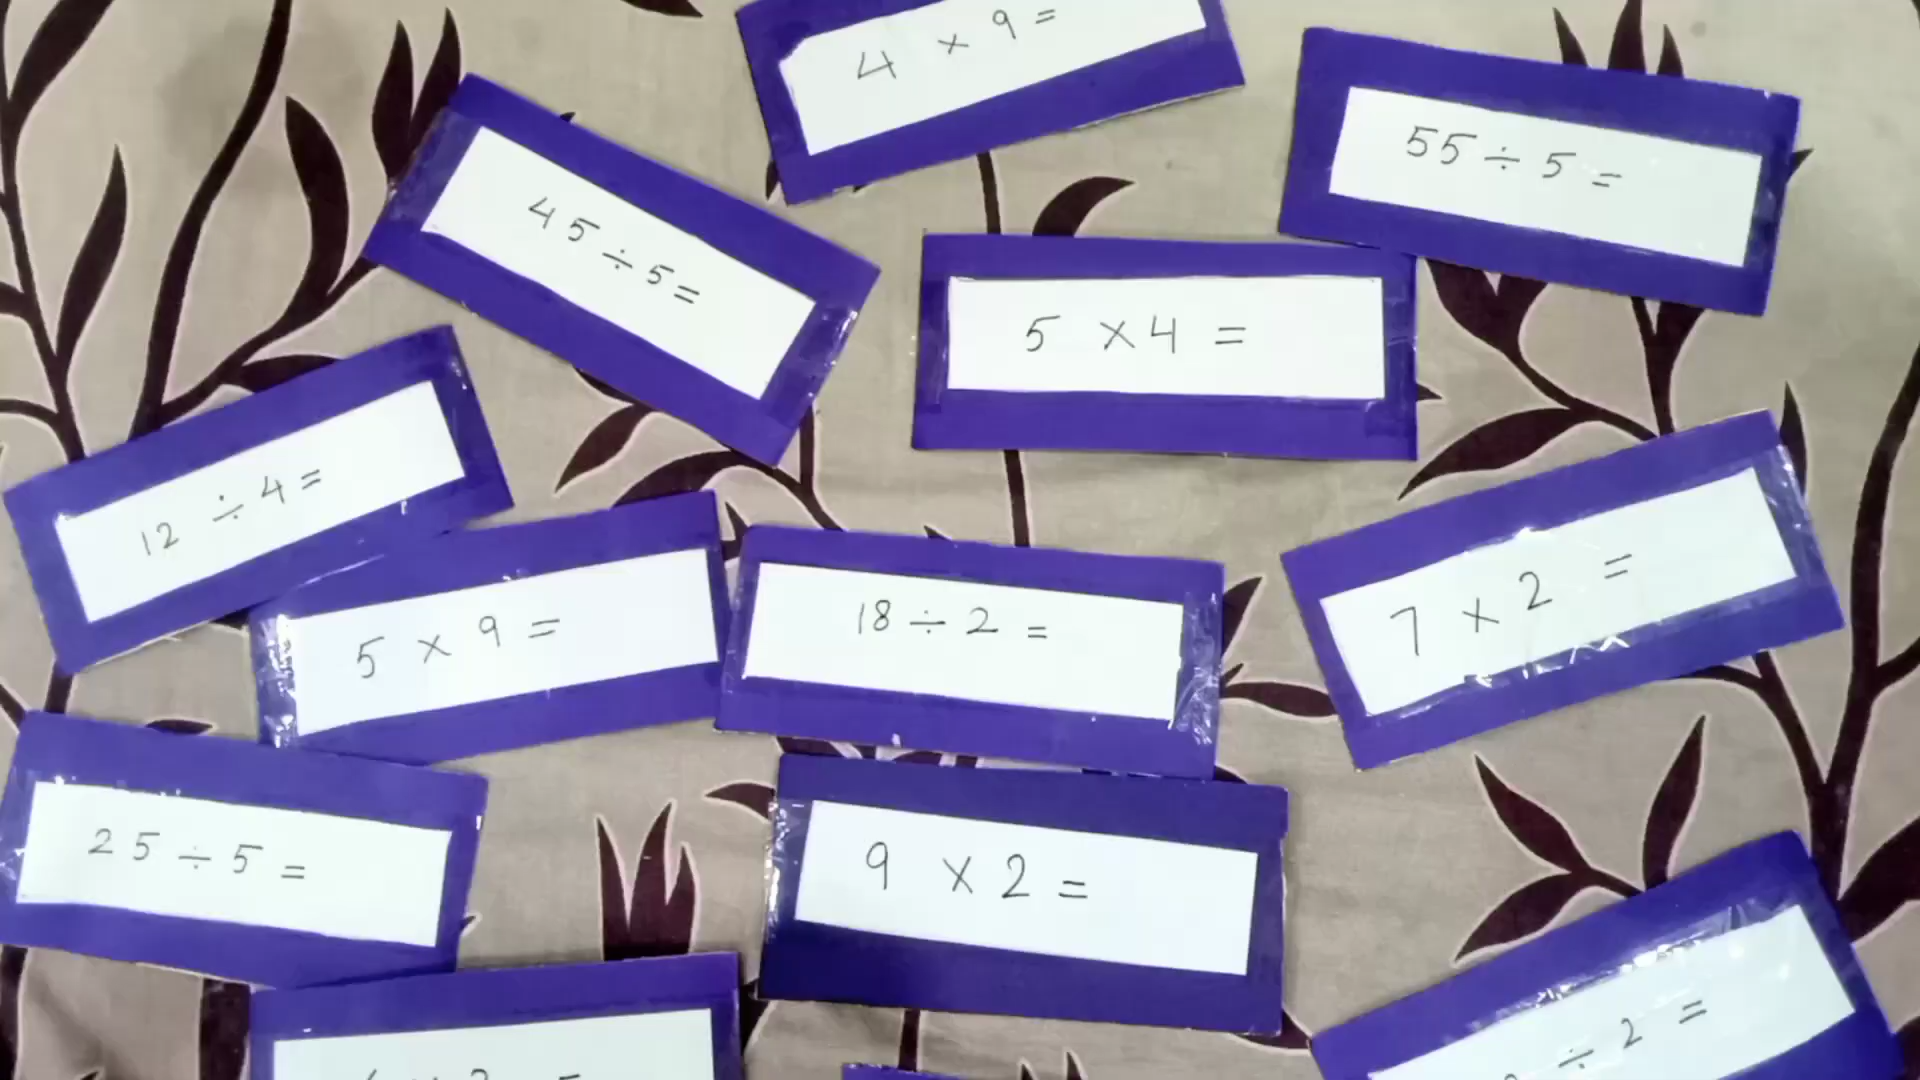 4 × 9 =
55 ÷ 5 =
45 ÷ 5 =
5 × 4 =
12 ÷ 4 =
7 × 2 =
5 × 9 =
18 ÷ 2 =
25 ÷ 5 =
9 × 2 =
÷ 2 =